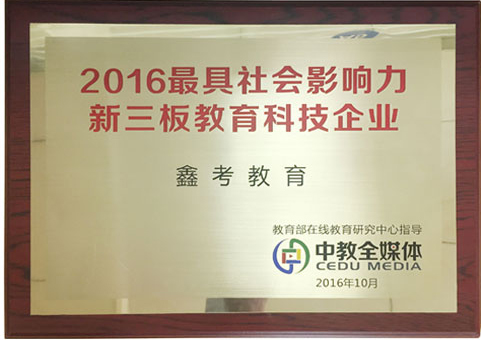 2016最具社会影响力
新三板教育科技企业
鑫考教育
教育部在线教育研究中心指导
中教全媒体
CEDU MEDIA
2016年10月